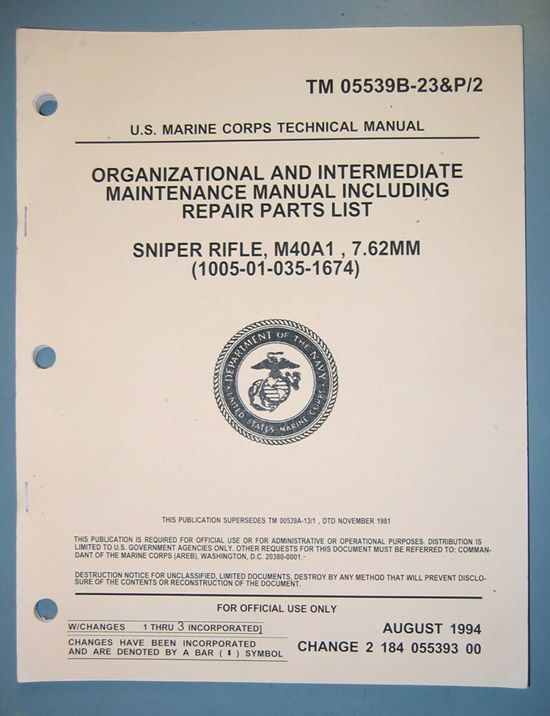 TM 05539B-23&P/2
U.S. MARINE CORPS TECHNICAL MANUAL
ORGANIZATIONAL AND INTERMEDIATE
MAINTENANCE MANUAL INCLUDING
REPAIR PARTS LIST
SNIPER RIFLE, M40A1 , 7.62MM
(1005-01-035-1674)
DEPARTMENT OF THE NAVY
UNITED STATES MARINE CORPS
THIS PUBLICATION SUPERSEDES TM 00539A-13/1 , DTD NOVEMBER 1981
THIS PUBLICATION IS REQUIRED FOR OFFICIAL USE OR FOR ADMINISTRATIVE OR OPERATIONAL PURPOSES. DISTRIBUTION IS
LIMITED TO U.S. GOVERNMENT AGENCIES ONLY. OTHER REQUESTS FOR THIS DOCUMENT MUST BE REFERRED TO: COMMAN-
DANT OF THE MARINE CORPS (AREB), WASHINGTON, D.C. 20380-0001.-
DESTRUCTION NOTICE FOR UNCLASSIFIED, LIMITED DOCUMENTS, DESTROY BY ANY METHOD THAT WILL PREVENT DISCLO-
SURE OF THE CONTENTS OR RECONSTRUCTION OF THE DOCUMENT.
FOR OFFICIAL USE ONLY
W/CHANGES 1 THRU 3 INCORPORATED]
CHANGES HAVE BEEN INCORPORATED
AND ARE DENOTED BY A BAR ( I ) SYMBOL
AUGUST 1994
CHANGE 2 184 055393 00